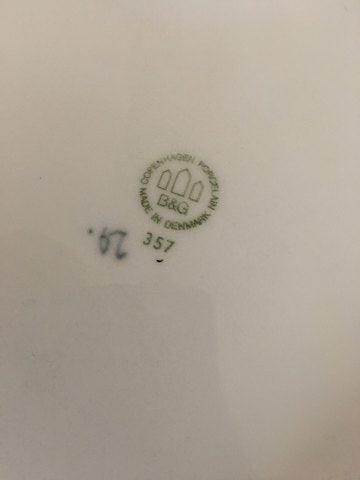 COPENHAGEN PORCELAIN
B&G
MADE IN DENMARK
357
29.